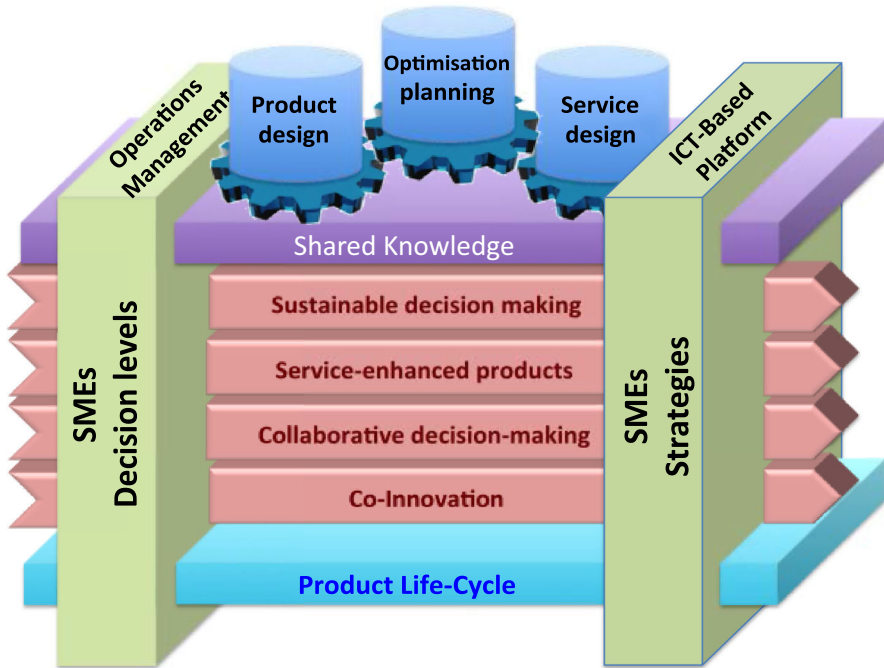 Operations
Management
Product
design
Optimisation
planning
Service
design
ICT-Based
Platform
Shared Knowledge
Sustainable decision making
Service-enhanced products
Collaborative decision-making
Co-Innovation
Product Life-Cycle
SMEs
Decision levels
SMEs
Strategies